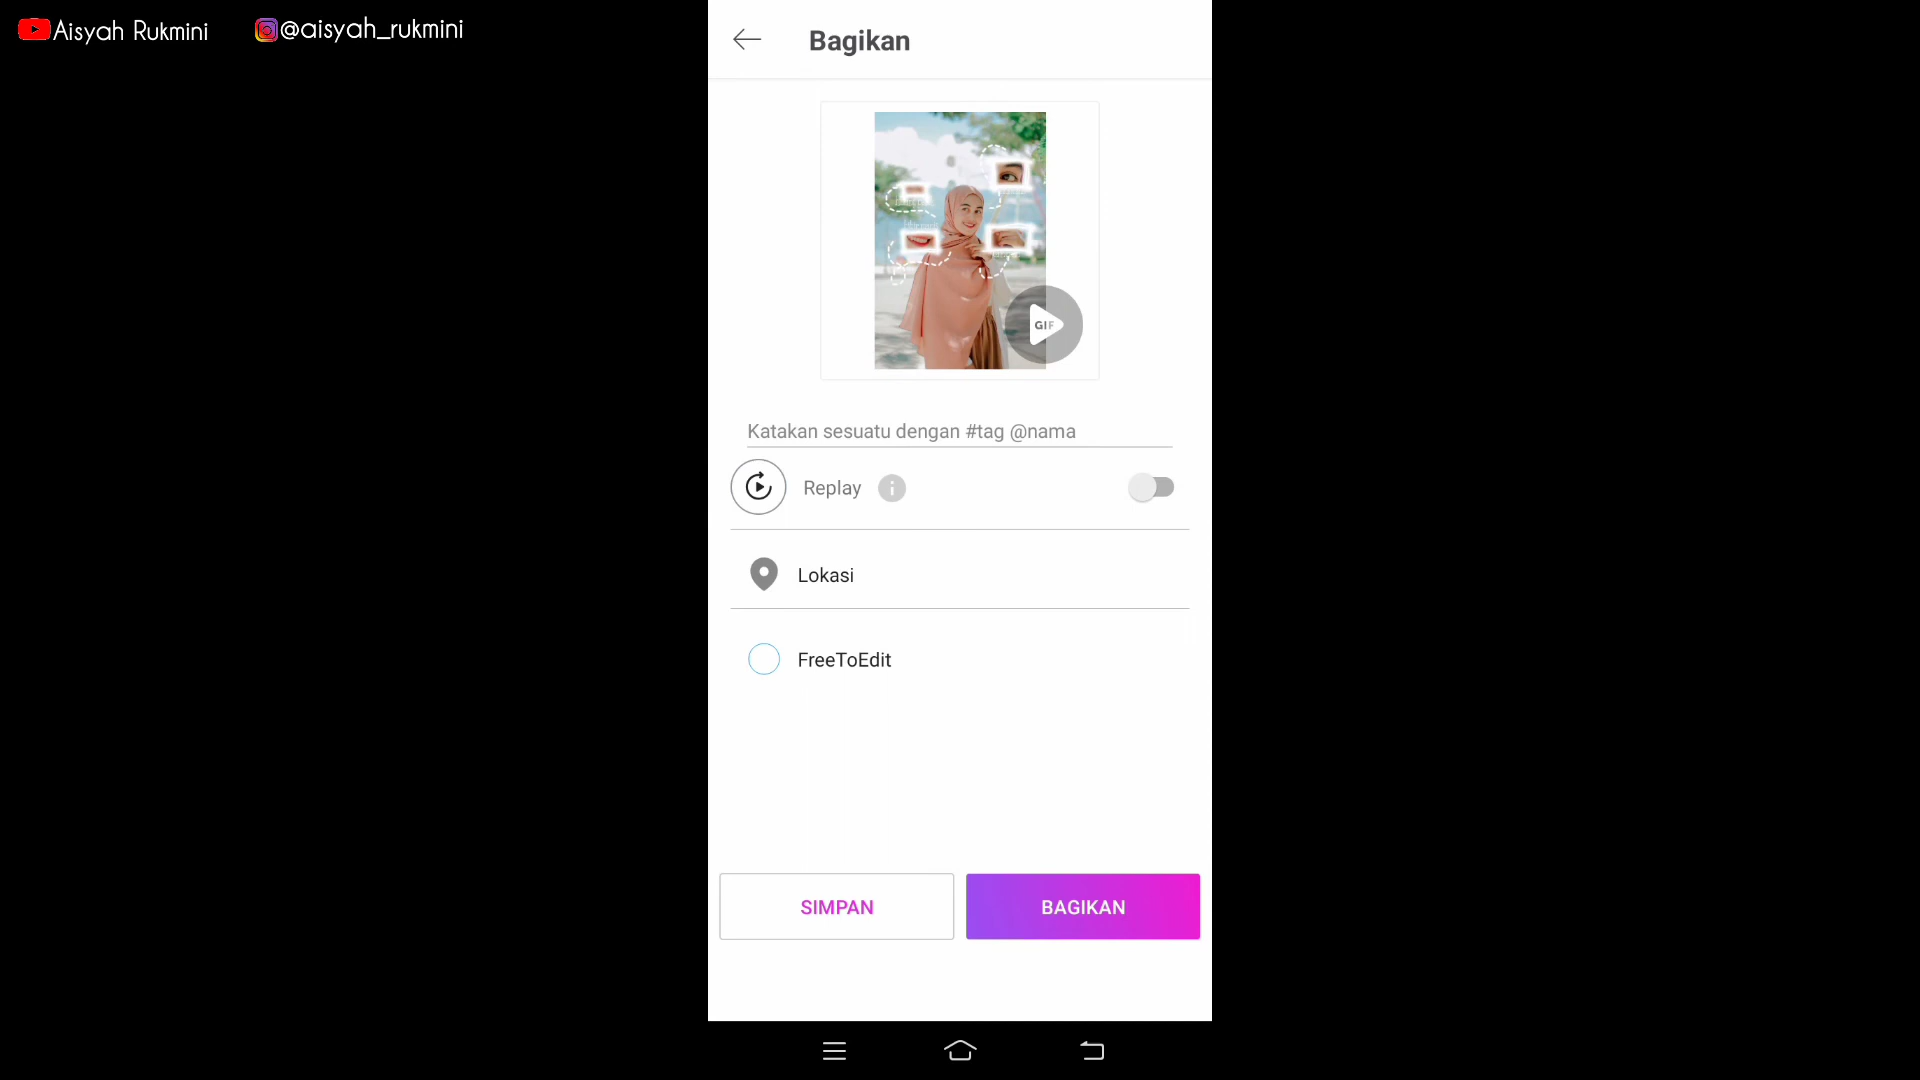 Aisyah Rukmini
@aisyah_rukmini
Bagikan
GIF
Katakan sesuatu dengan #tag @nama
Replay
Lokasi
FreeToEdit
SIMPAN
BAGIKAN